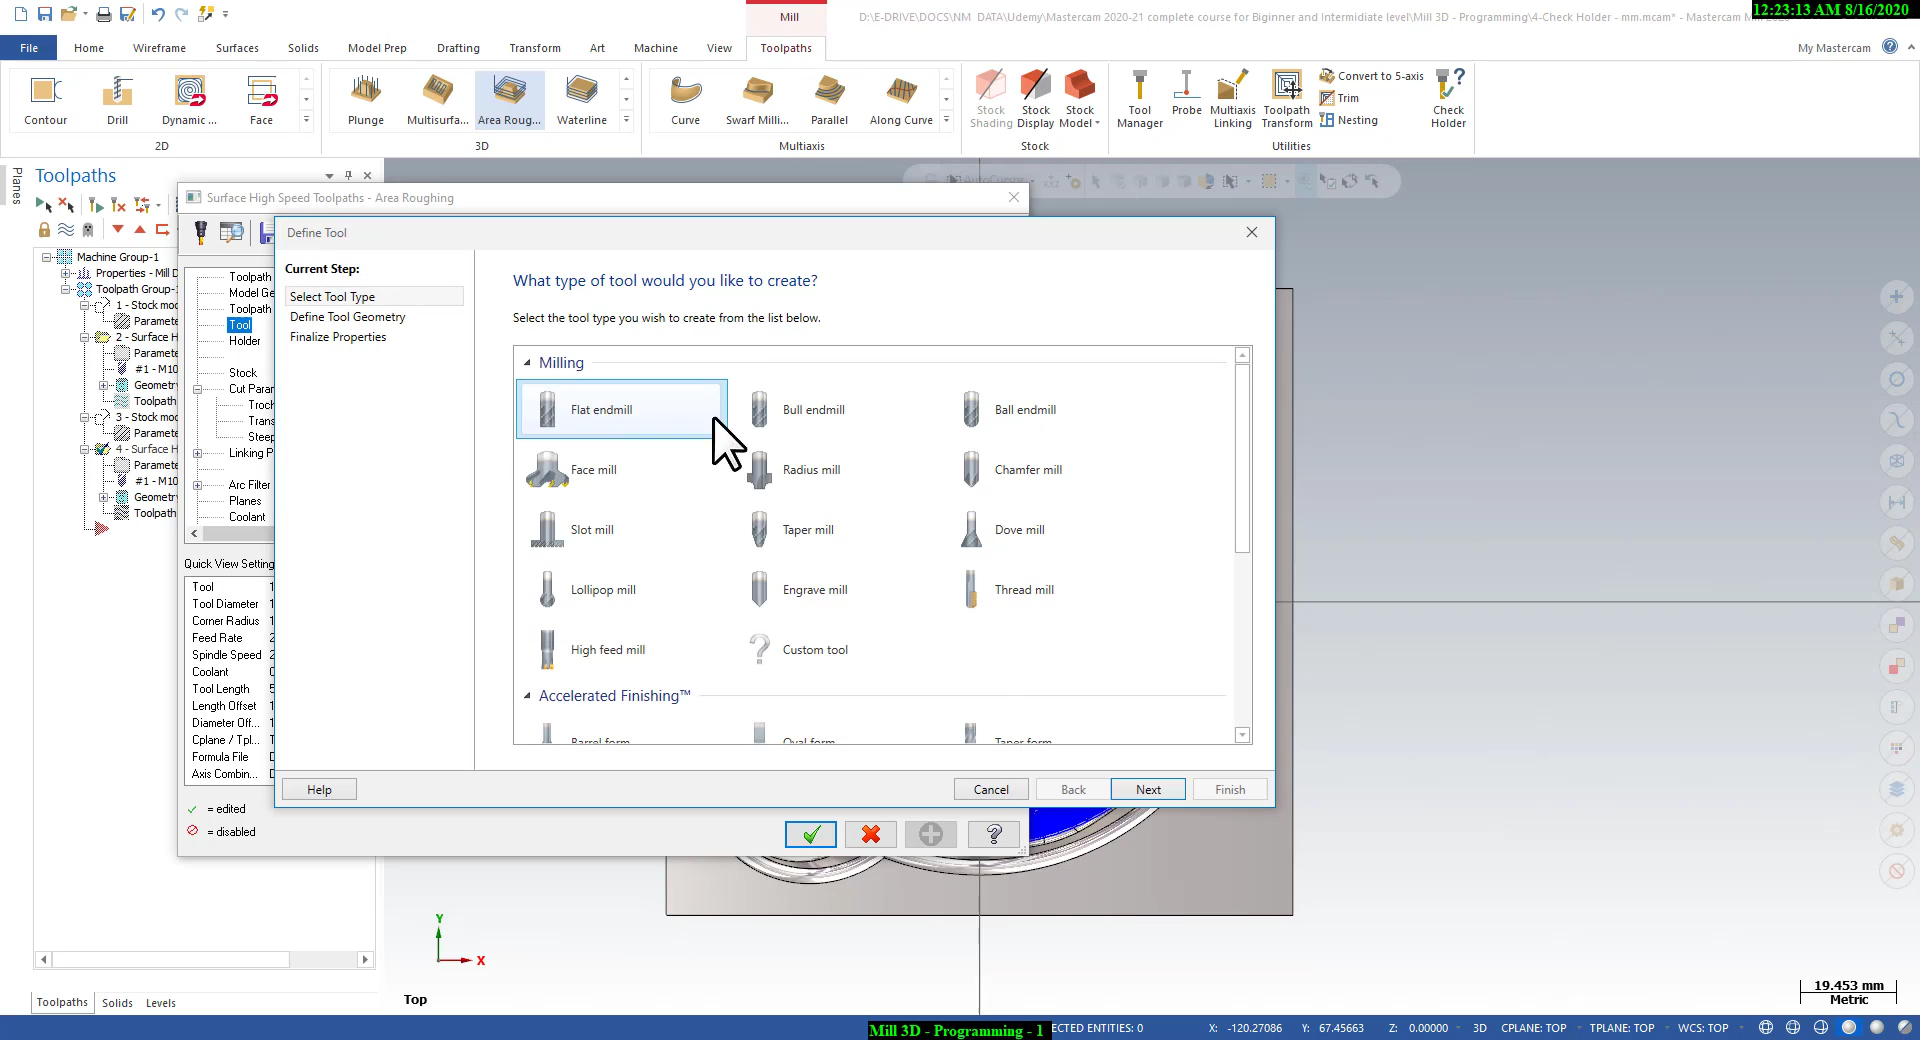 Mill
D:\E-DRIVE\DOCS\NM DATA\Udemy\Mastercam 2020-21 complete course for Biginner and Intermidiate level\Mill 3D - Programming\4-Check Holder - mm.mcam* - Mastercam
12:23:13 AM 8/16/2020
File Home Wireframe Surfaces Solids Model Prep Drafting Transform Art Machine View Toolpaths My Mastercam
Contour Drill Dynamic ... Face Plunge Multisurfa... Area Roug... Waterline Curve Swarf Milli... Parallel Along Curve
Stock Shading Stock Display Stock Model Tool Manager Probe Multiaxis Linking Toolpath Transform
Convert to 5-axis
Trim
Nesting
Check Holder
2D 3D Multiaxis Stock Utilities
Planes
Toolpaths
Machine Group-1
Properties - Mill D
Toolpath Group-
1 - Stock mod
Paramete
2 - Surface H
Paramete
#1 - M10
Geometry
Toolpath
3 - Stock mod
Paramete
4 - Surface H
Paramete
#1 - M10
Geometry
Toolpath
Toolpaths Solids Levels
Surface High Speed Toolpaths - Area Roughing
Toolpath
Model Ge
Toolpath
Tool
Holder
Stock
Cut Parar
Troch
Trans
Steep
Linking P
Arc Filter
Planes
Coolant
Quick View Setting
Tool 1
Tool Diameter 1
Corner Radius 1
Feed Rate 2
Spindle Speed 2
Coolant
Tool Length 5
Length Offset 1
Diameter Off... 1
Cplane / Tpl... T
Formula File D
Axis Combin... D
= edited
= disabled
Define Tool
Current Step:
Select Tool Type
Define Tool Geometry
Finalize Properties
What type of tool would you like to create?
Select the tool type you wish to create from the list below.
Milling
Flat endmill Bull endmill Ball endmill
Face mill Radius mill Chamfer mill
Slot mill Taper mill Dove mill
Lollipop mill Engrave mill Thread mill
High feed mill Custom tool
Accelerated Finishing™
Barrel form Oval form Taper form
Help Cancel Back Next Finish
Y
X
Top
19.453 mm
Metric
Mill 3D - Programming - 1
ECTED ENTITIES: 0 X: -120.27086 Y: 67.45663 Z: 0.00000 3D CPLANE: TOP TPLANE: TOP WCS: TOP